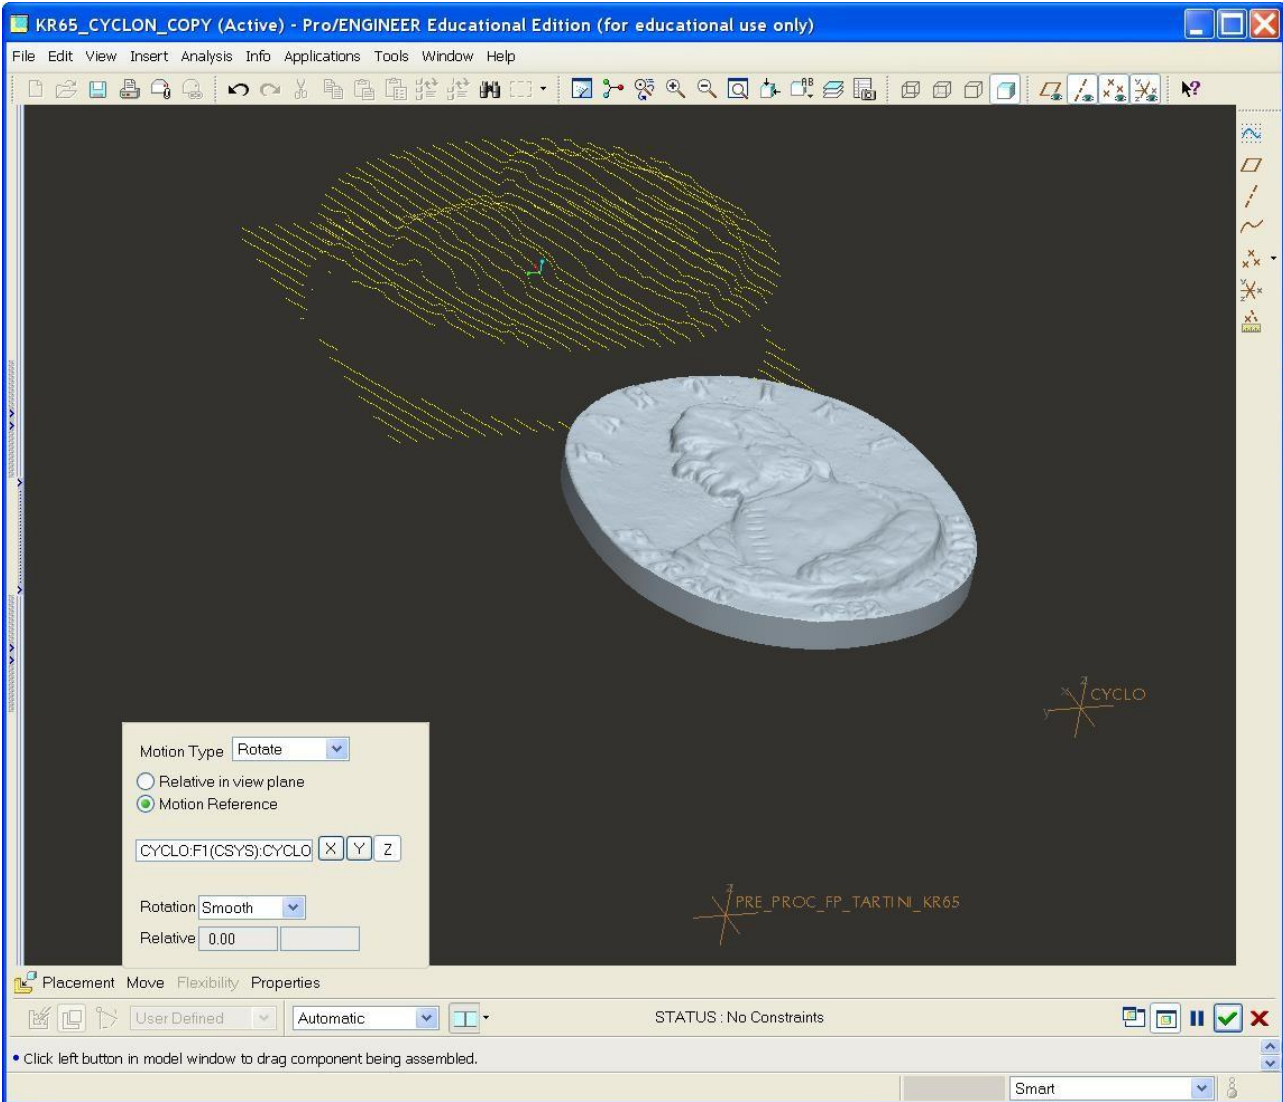 KR65_CYCLON_COPY (Active) - Pro/ENGINEER Educational Edition (for educational use only)
File Edit View Insert Analysis Info Applications Tools Window Help
CYCLO
z
x
y
Motion Type Rotate
Relative in view plane
Motion Reference
CYCLO:F1(CSYS):CYCLO X Y Z
PRE_PROC_FP_TARTINI_KR65
z
Rotation Smooth
Relative 0.00
Placement Move Flexibility Properties
User Defined Automatic STATUS : No Constraints
• Click left button in model window to drag component being assembled.
Smart